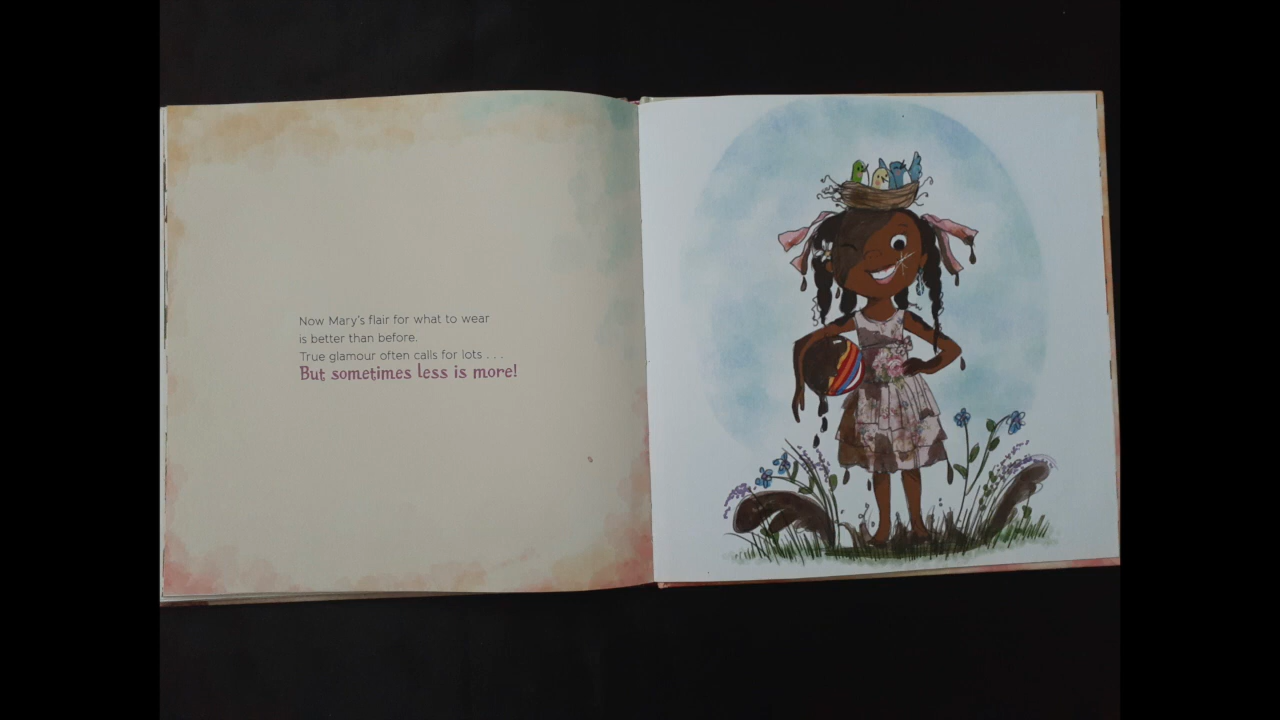 Now Mary's flair for what to wear
is better than before.
True glamour often calls for lots . . .
But sometimes less is more!